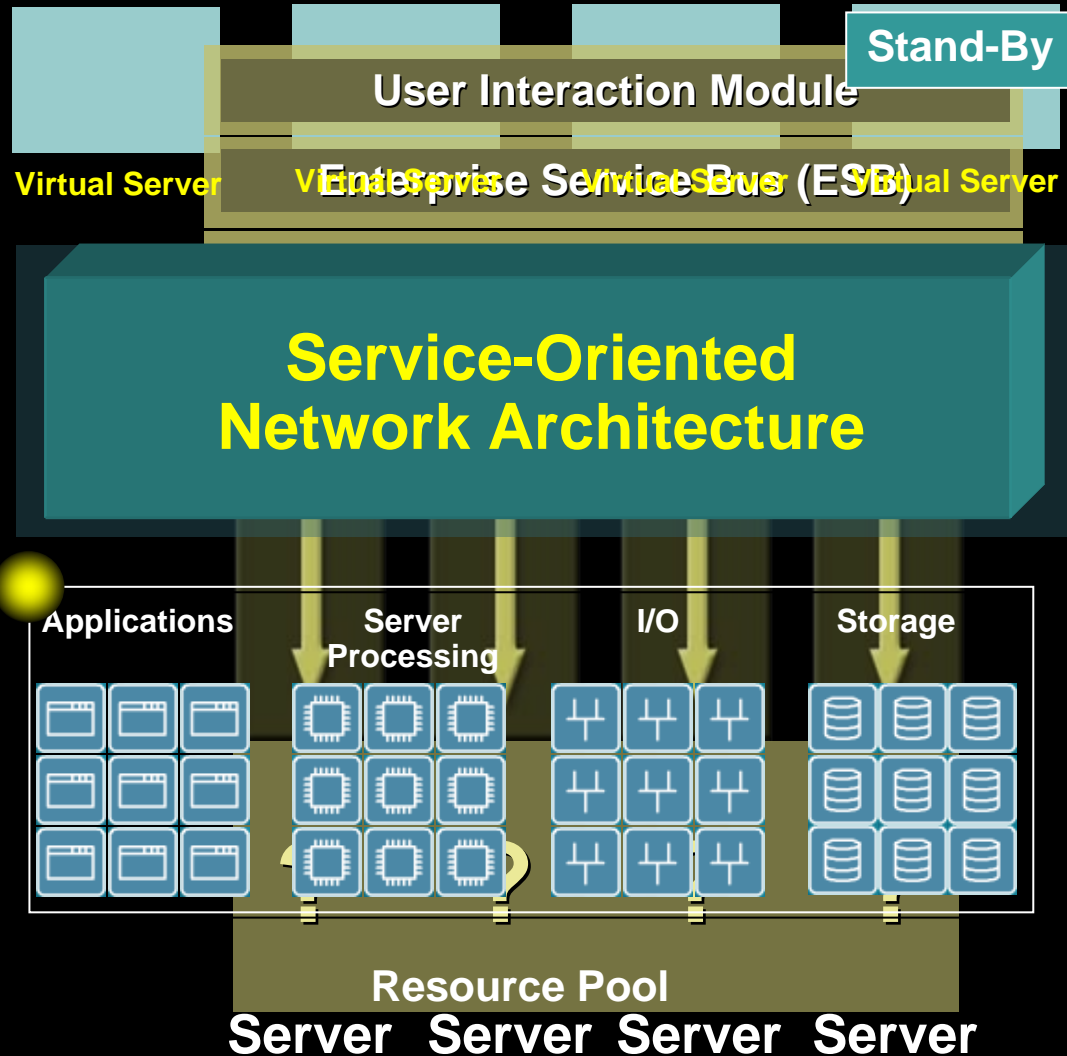 Stand-By
User Interaction Module
Virtual Server Virtual Server Virtual Server Virtual Server
Enterprise Service Bus (ESB)
Service-Oriented
Network Architecture
Applications
Server
Processing
I/O
Storage
?
?
?
?
Resource Pool
Server Server Server Server